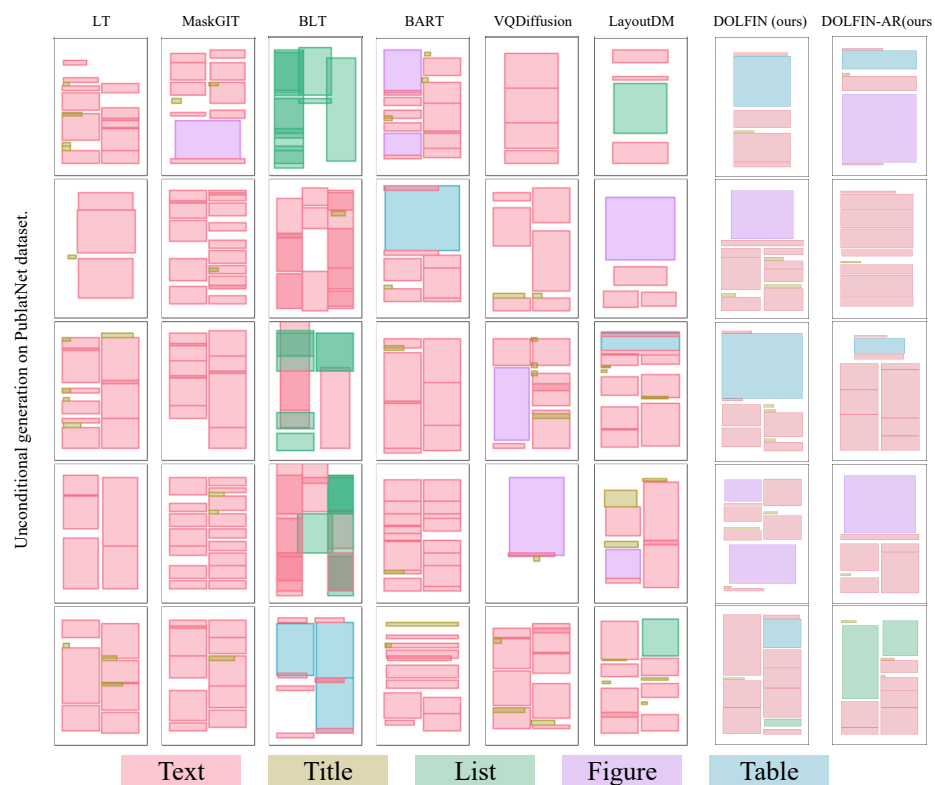 LT MaskGIT BLT BART VQDiffusion LayoutDM DOLFIN (ours) DOLFIN-AR(ours
Unconditional generation on PublatNet dataset.
Text Title List Figure Table